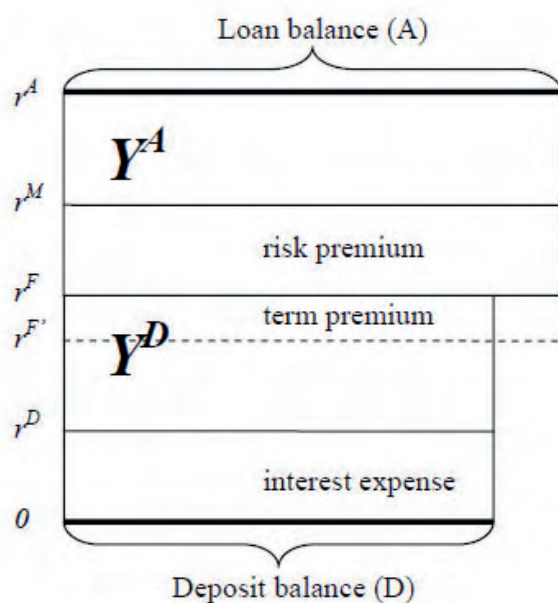 Loan balance (A)
r^A
Y^A
r^M
risk premium
r^F
term premium
r^F'
Y^D
r^D
interest expense
0
Deposit balance (D)